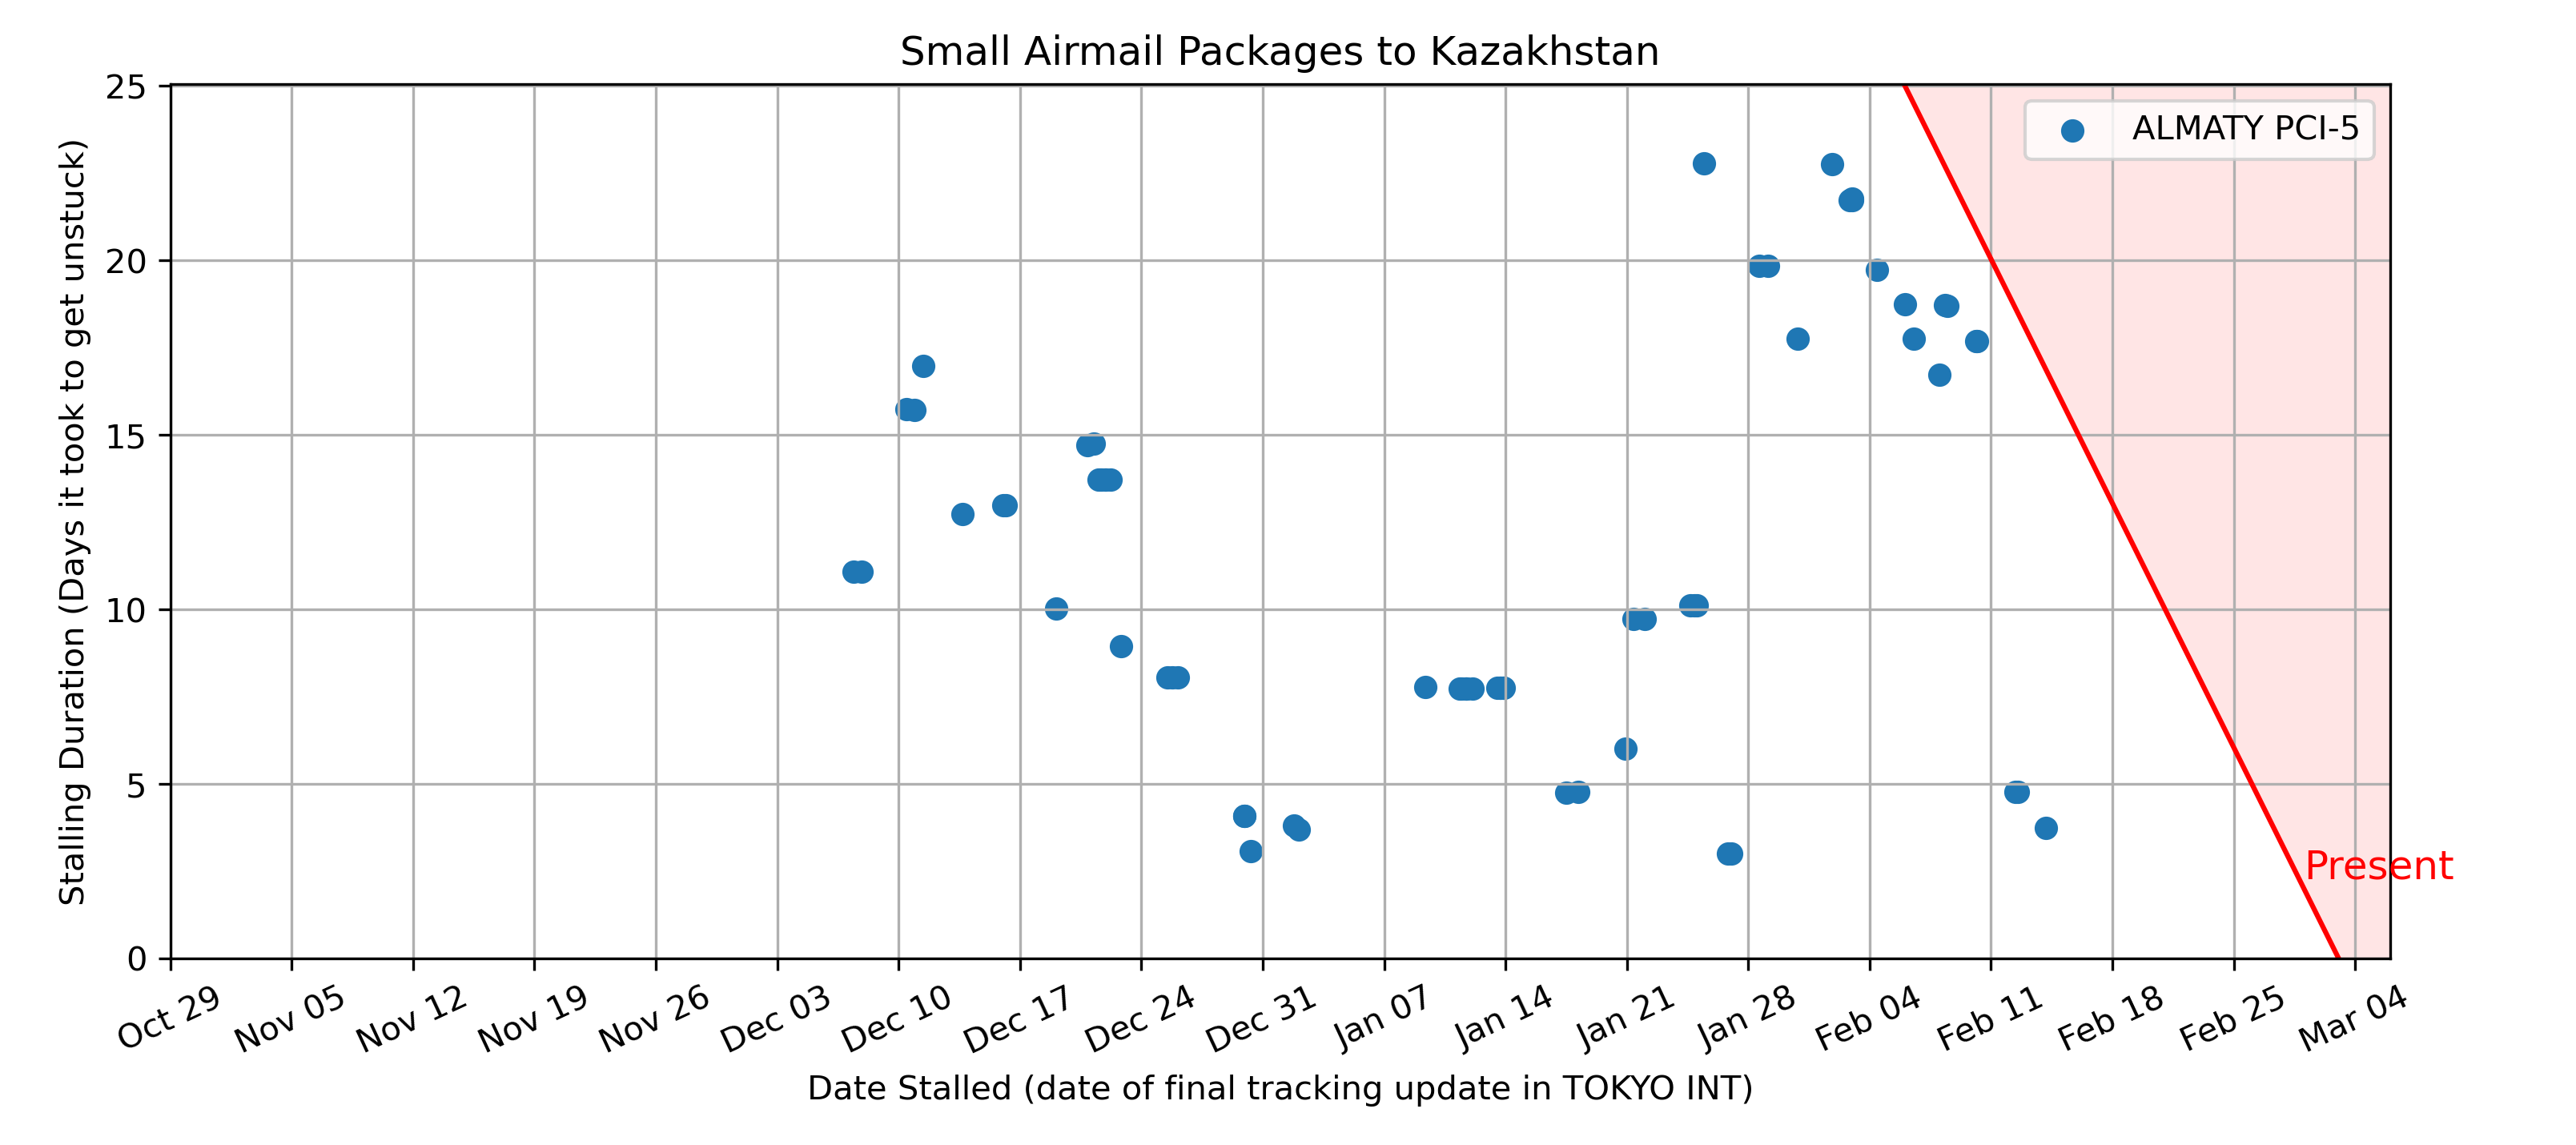 Small Airmail Packages to Kazakhstan
ALMATY PCI-5
Stalling Duration (Days it took to get unstuck)
25
20
15
10
5
0
Present
Oct 29 Nov 05 Nov 12 Nov 19 Nov 26 Dec 03 Dec 10 Dec 17 Dec 24 Dec 31 Jan 07 Jan 14 Jan 21 Jan 28 Feb 04 Feb 11 Feb 18 Feb 25 Mar 04
Date Stalled (date of final tracking update in TOKYO INT)